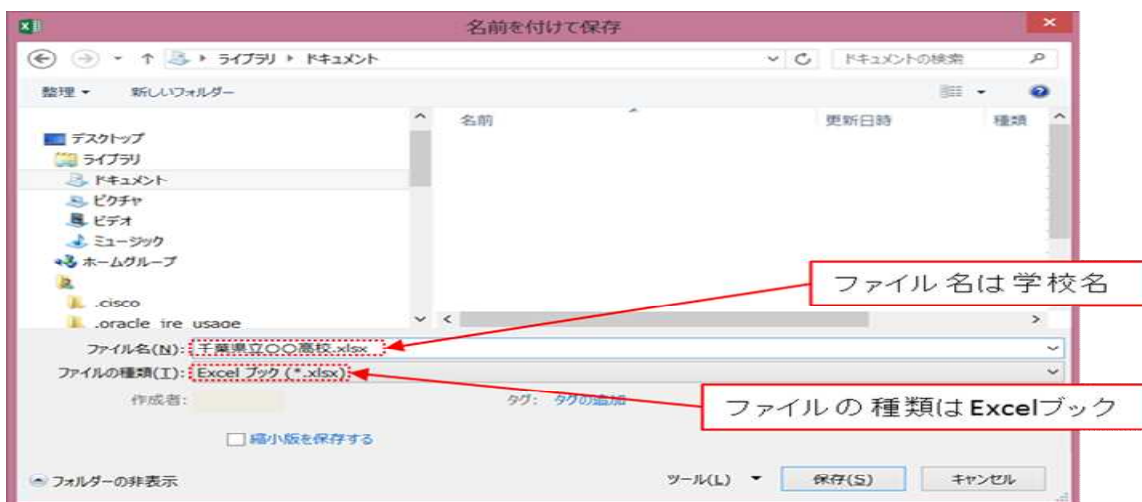 名前を付けて保存
ライブラリ ドキュメント
ドキュメントの検索
整理
新しいフォルダー
名前
更新日時
種類
デスクトップ
ライブラリ
ドキュメント
ピクチャ
ビデオ
ミュージック
ホームグループ
.cisco
.oracle_jre_usage
ファイル名は学校名
ファイル名(N): 千葉県立〇〇高校.xlsx
ファイルの種類(T): Excel ブック (*.xlsx)
作成者:
タグ: タグの追加
ファイルの種類はExcelブック
縮小版を保存する
フォルダーの非表示
ツール(L)
保存(S)
キャンセル